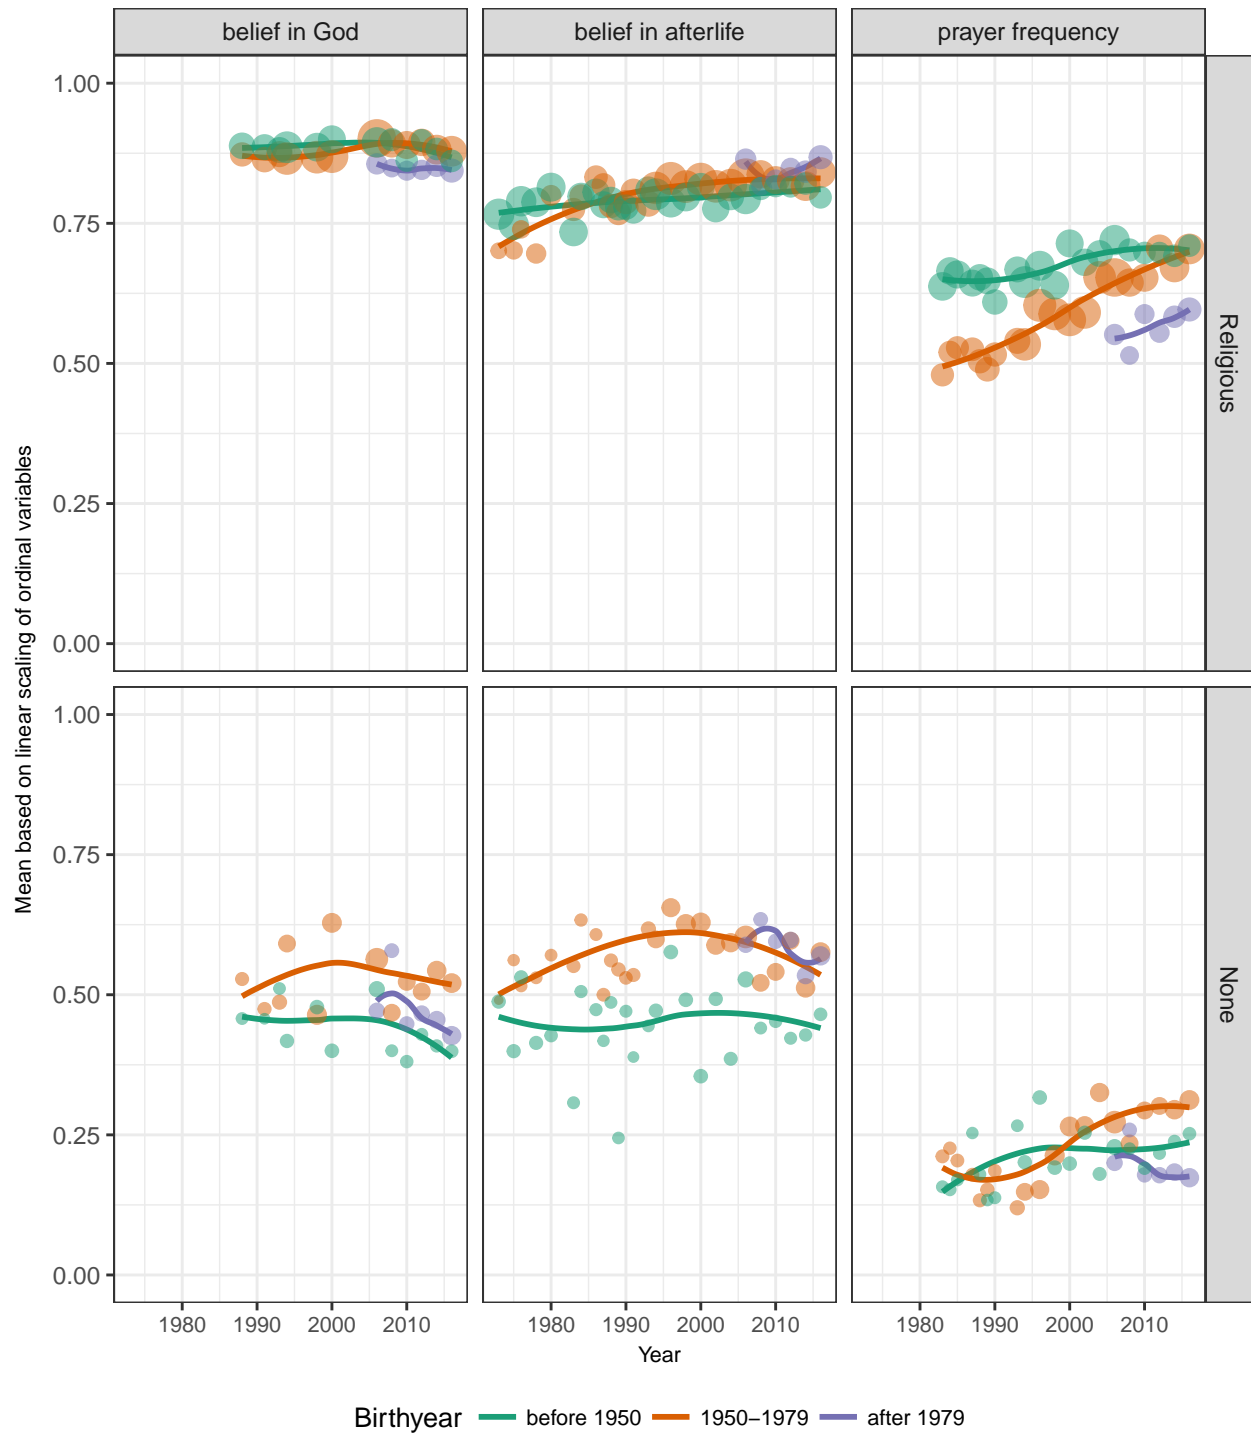 belief in God
belief in afterlife
prayer frequency
1.00
0.75
0.50
0.25
0.00
Religious
Mean based on linear scaling of ordinal variables
1.00
0.75
0.50
0.25
0.00
None
1980 1990 2000 2010
1980 1990 2000 2010
1980 1990 2000 2010
Year
Birthyear before 1950 1950−1979 after 1979